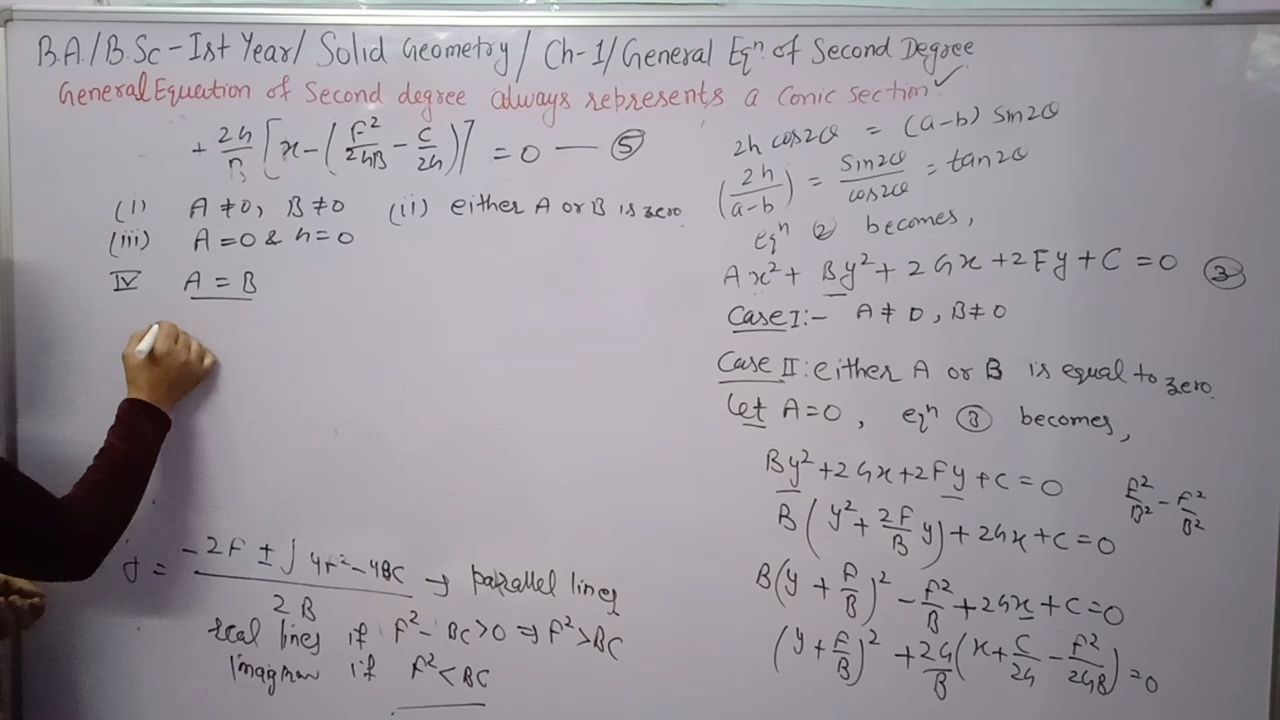 B.A./B.Sc - Ist Year/ Solid Geometry/ Ch-1/ General Eqⁿ. of Second Degree
General Equation of Second degree always represents a Conic section.
+ 2G/B [x - (F²/2GB - C/2G)] = 0 — ⑤
(i) A ≠ 0, B ≠ 0 (ii) either A or B is zero
(iii) A = 0 & G = 0
IV A = B
y = (-2F ± √4F² - 4BC) / 2B → parallel lines
real lines if F² - BC > 0 ⇒ F² > BC
if F² < BC
2h cos2θ = (a-b) sin2θ
(2h/(a-b)) = sin2θ/cos2θ = tan2θ
eqⁿ ② becomes,
Ax² + By² + 2Gx + 2Fy + C = 0 ③
Case I:- A ≠ 0, B ≠ 0
Case II: either A or B is equal to zero.
Let A = 0, eqⁿ ③ becomes,
By² + 2Gx + 2Fy + C = 0
F²/B² - F²/B²
B(y² + 2F/B y) + 2Gx + C = 0
B(y + F/B)² - F²/B + 2Gx + C = 0
(y + F/B)² + 2G/B (x + C/2G - F²/2GB) = 0